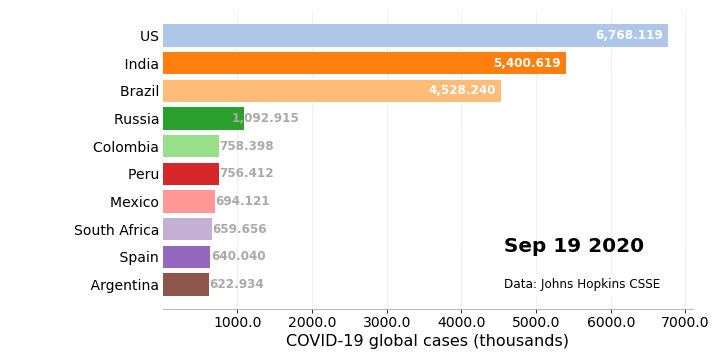 US 6,768.119
India 5,400.619
Brazil 4,528.240
Russia 1,092.915
Colombia 758.398
Peru 756.412
Mexico 694.121
South Africa 659.656
Spain 640.040
Argentina 622.934
Sep 19 2020
Data: Johns Hopkins CSSE
1000.0 2000.0 3000.0 4000.0 5000.0 6000.0 7000.0
COVID-19 global cases (thousands)